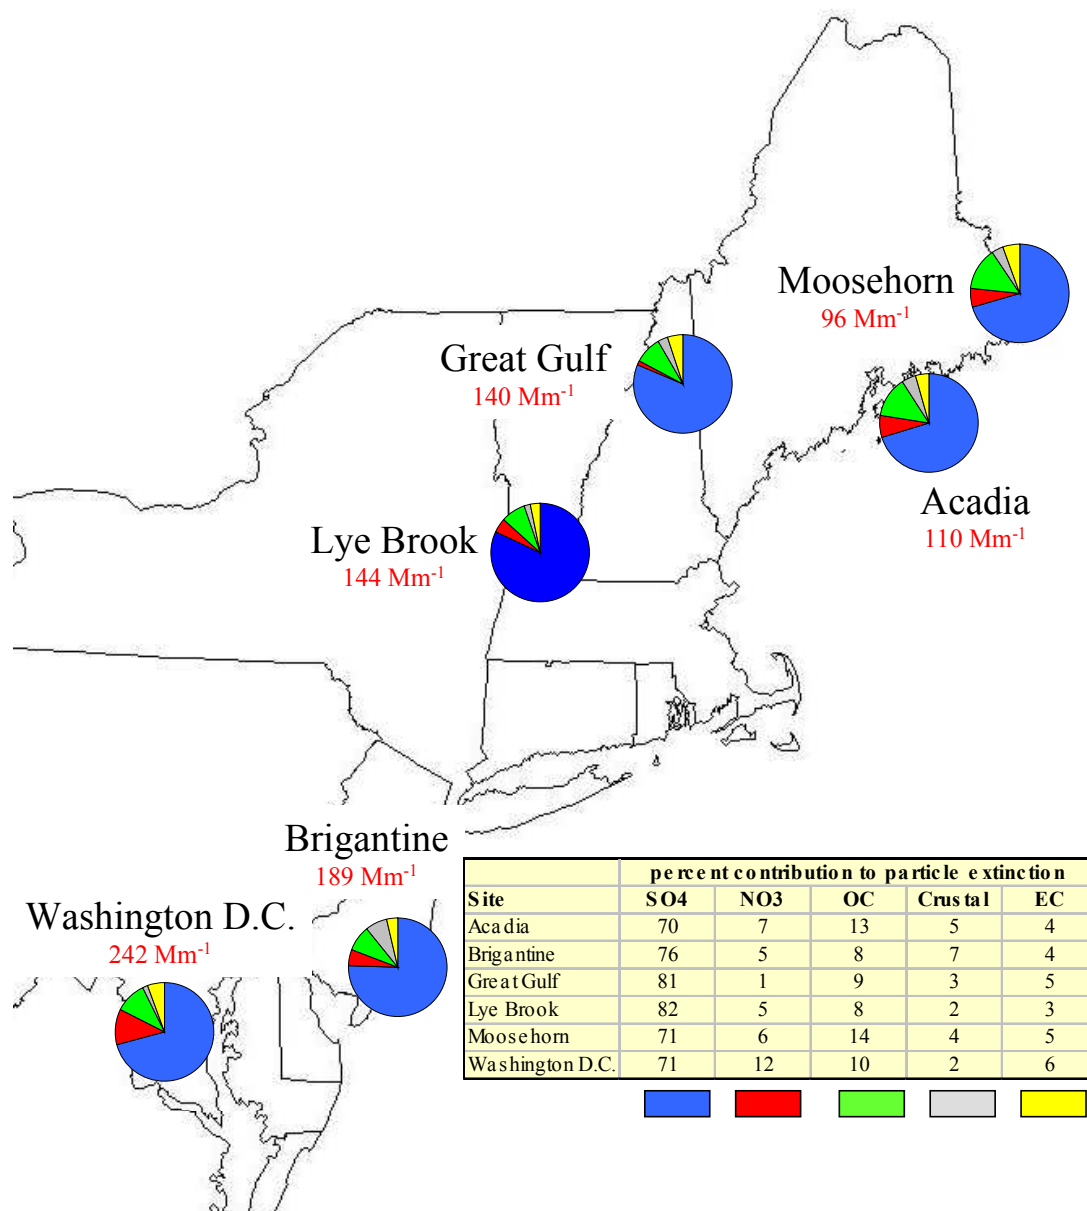 Moosehorn
96 Mm-1
Great Gulf
140 Mm-1
Acadia
110 Mm-1
Lye Brook
144 Mm-1
Brigantine
189 Mm-1
Washington D.C.
242 Mm-1
percent contribution to particle extinction
Site SO4 NO3 OC Crustal EC
Acadia 70 7 13 5 4
Brigantine 76 5 8 7 4
Great Gulf 81 1 9 3 5
Lye Brook 82 5 8 2 3
Moosehorn 71 6 14 4 5
Washington D.C. 71 12 10 2 6